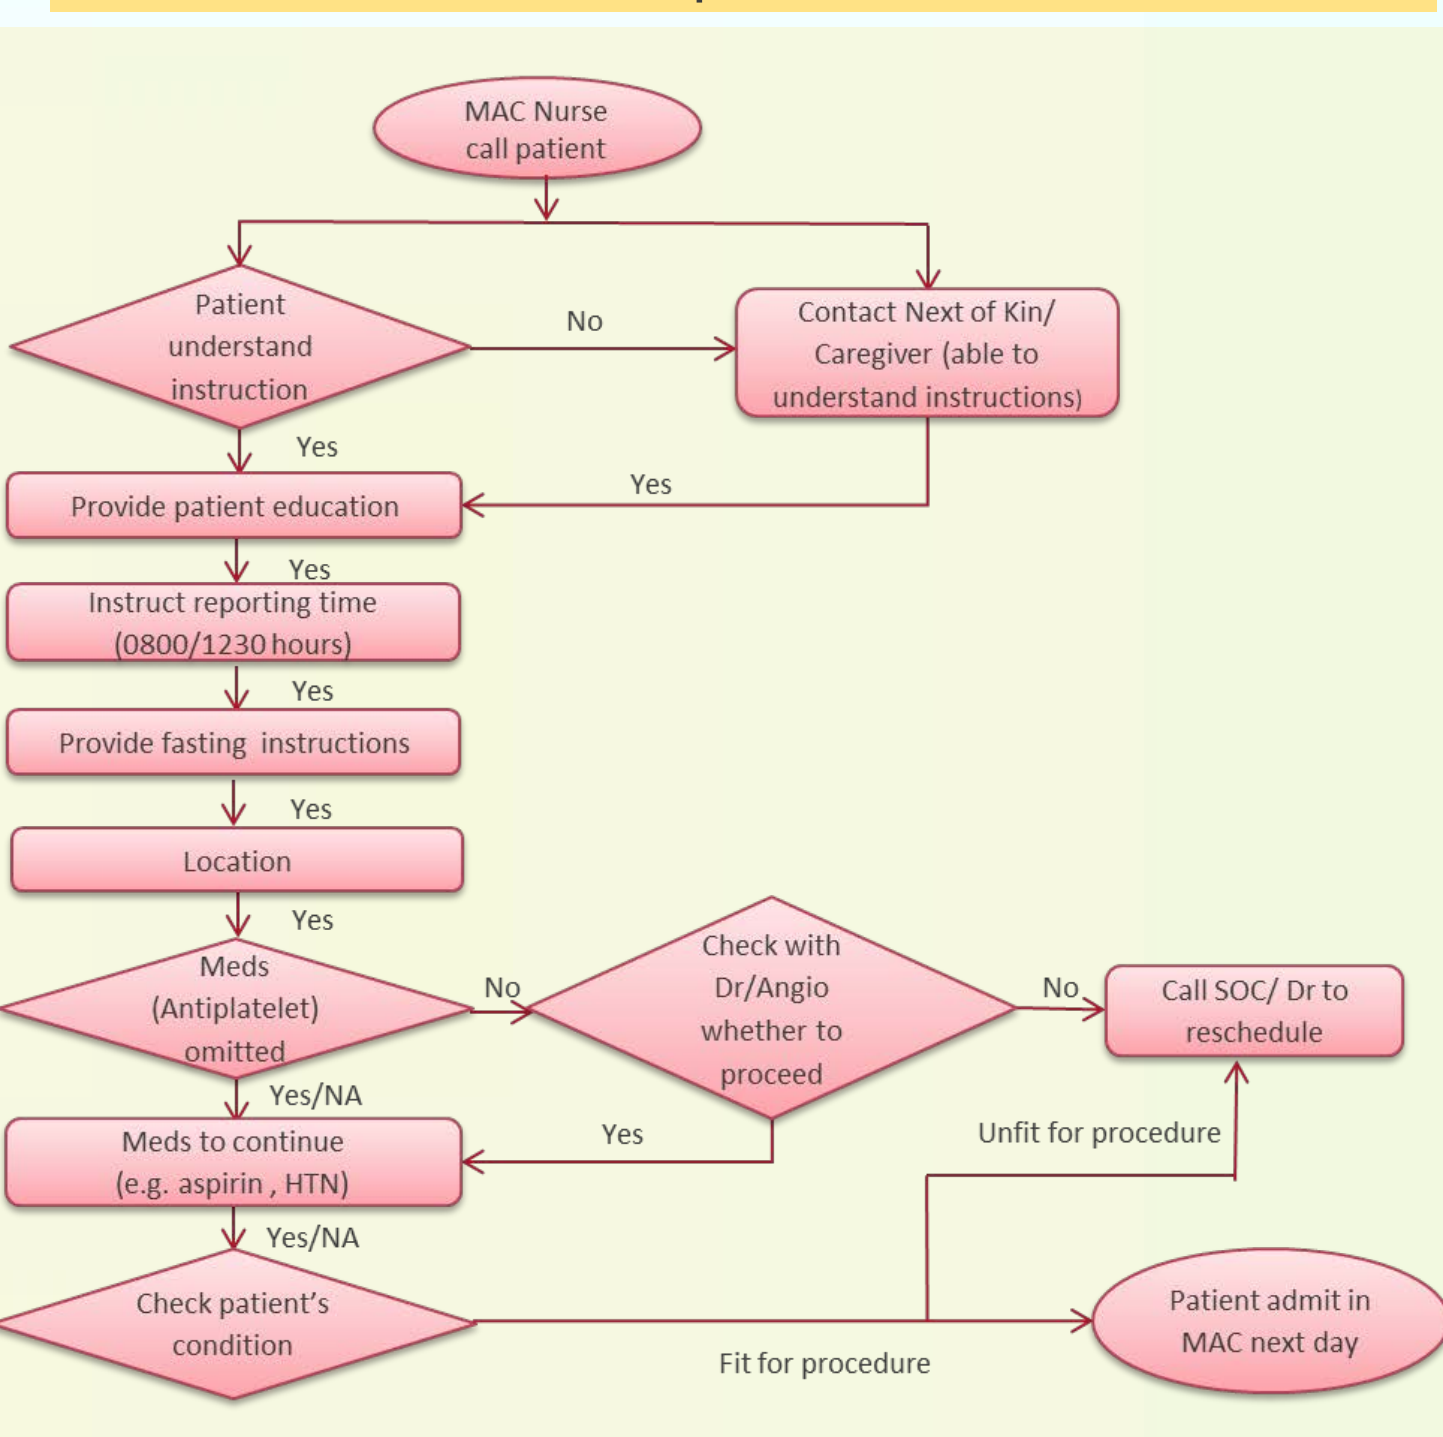 MAC Nurse
call patient
Patient
understand
instruction
No
Contact Next of Kin/
Caregiver (able to
understand instructions)
Yes
Yes
Provide patient education
Yes
Instruct reporting time
(0800/1230 hours)
Yes
Provide fasting instructions
Yes
Location
Yes
Meds
(Antiplatelet)
omitted
No
Check with
Dr/Angio
whether to
proceed
No
Call SOC/ Dr to
reschedule
Yes/NA
Meds to continue
(e.g. aspirin , HTN)
Yes
Unfit for procedure
Yes/NA
Check patient’s
condition
Fit for procedure
Patient admit in
MAC next day